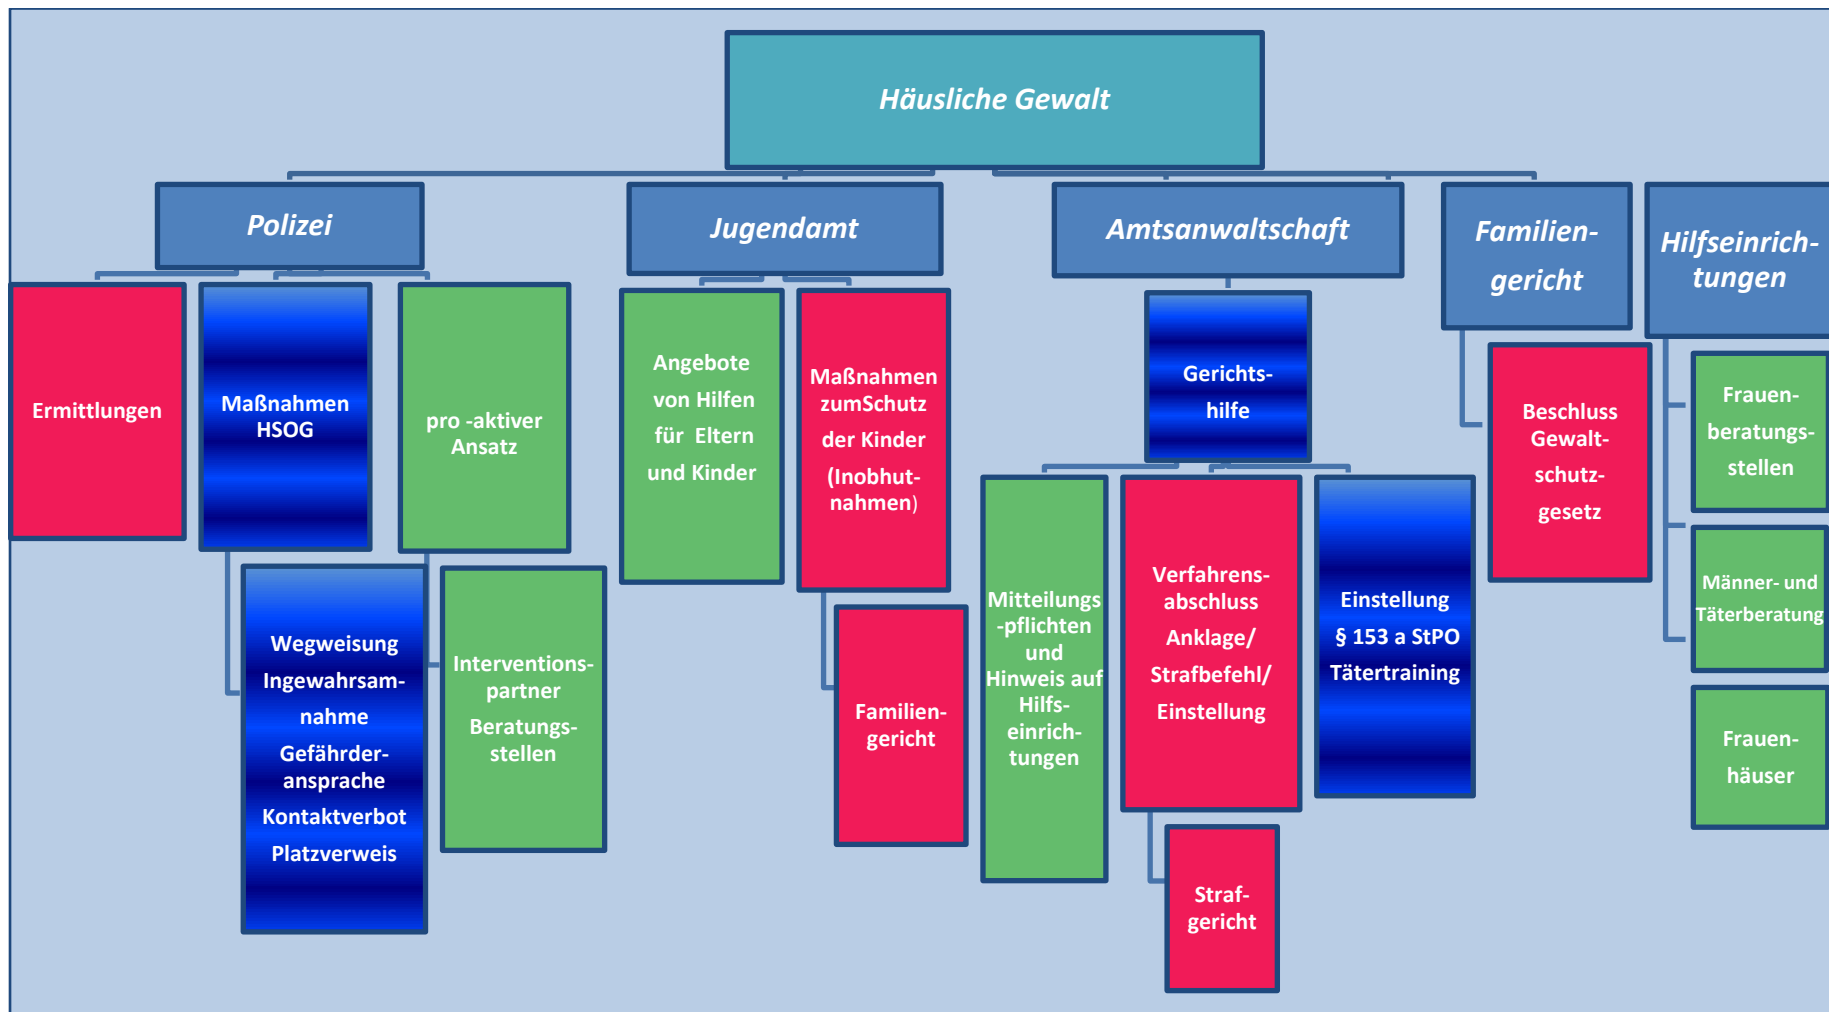 Häusliche Gewalt
Polizei
Jugendamt
Amtsanwaltschaft
Familien-
gericht
Hilfseinrich-
tungen
Ermittlungen
Maßnahmen
HSOG
pro -aktiver
Ansatz
Wegweisung
Ingewahrsam-
nahme
Gefährder-
ansprache
Kontaktverbot
Platzverweis
Interventions-
partner
Beratungs-
stellen
Angebote
von Hilfen
für Eltern
und Kinder
Maßnahmen
zumSchutz
der Kinder
(Inobhut-
nahmen)
Familien-
gericht
Gerichts-
hilfe
Mitteilungs
-pflichten
und
Hinweis auf
Hilfs-
einrich-
tungen
Verfahrens-
abschluss
Anklage/
Strafbefehl/
Einstellung
Straf-
gericht
Einstellung
§ 153 a StPO
Tätertraining
Beschluss
Gewalt-
schutz-
gesetz
Frauen-
beratungs-
stellen
Männer- und
Täterberatung
Frauen-
häuser